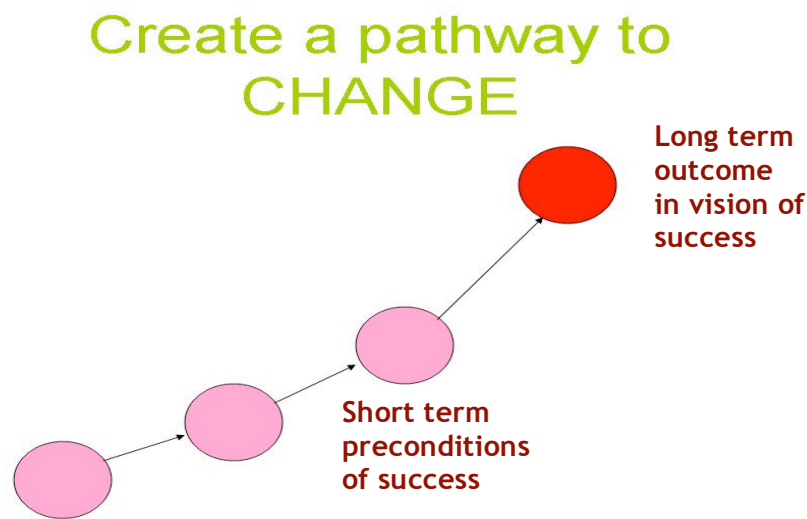 Create a pathway to
CHANGE
Long term
outcome
in vision of
success
Short term
preconditions
of success